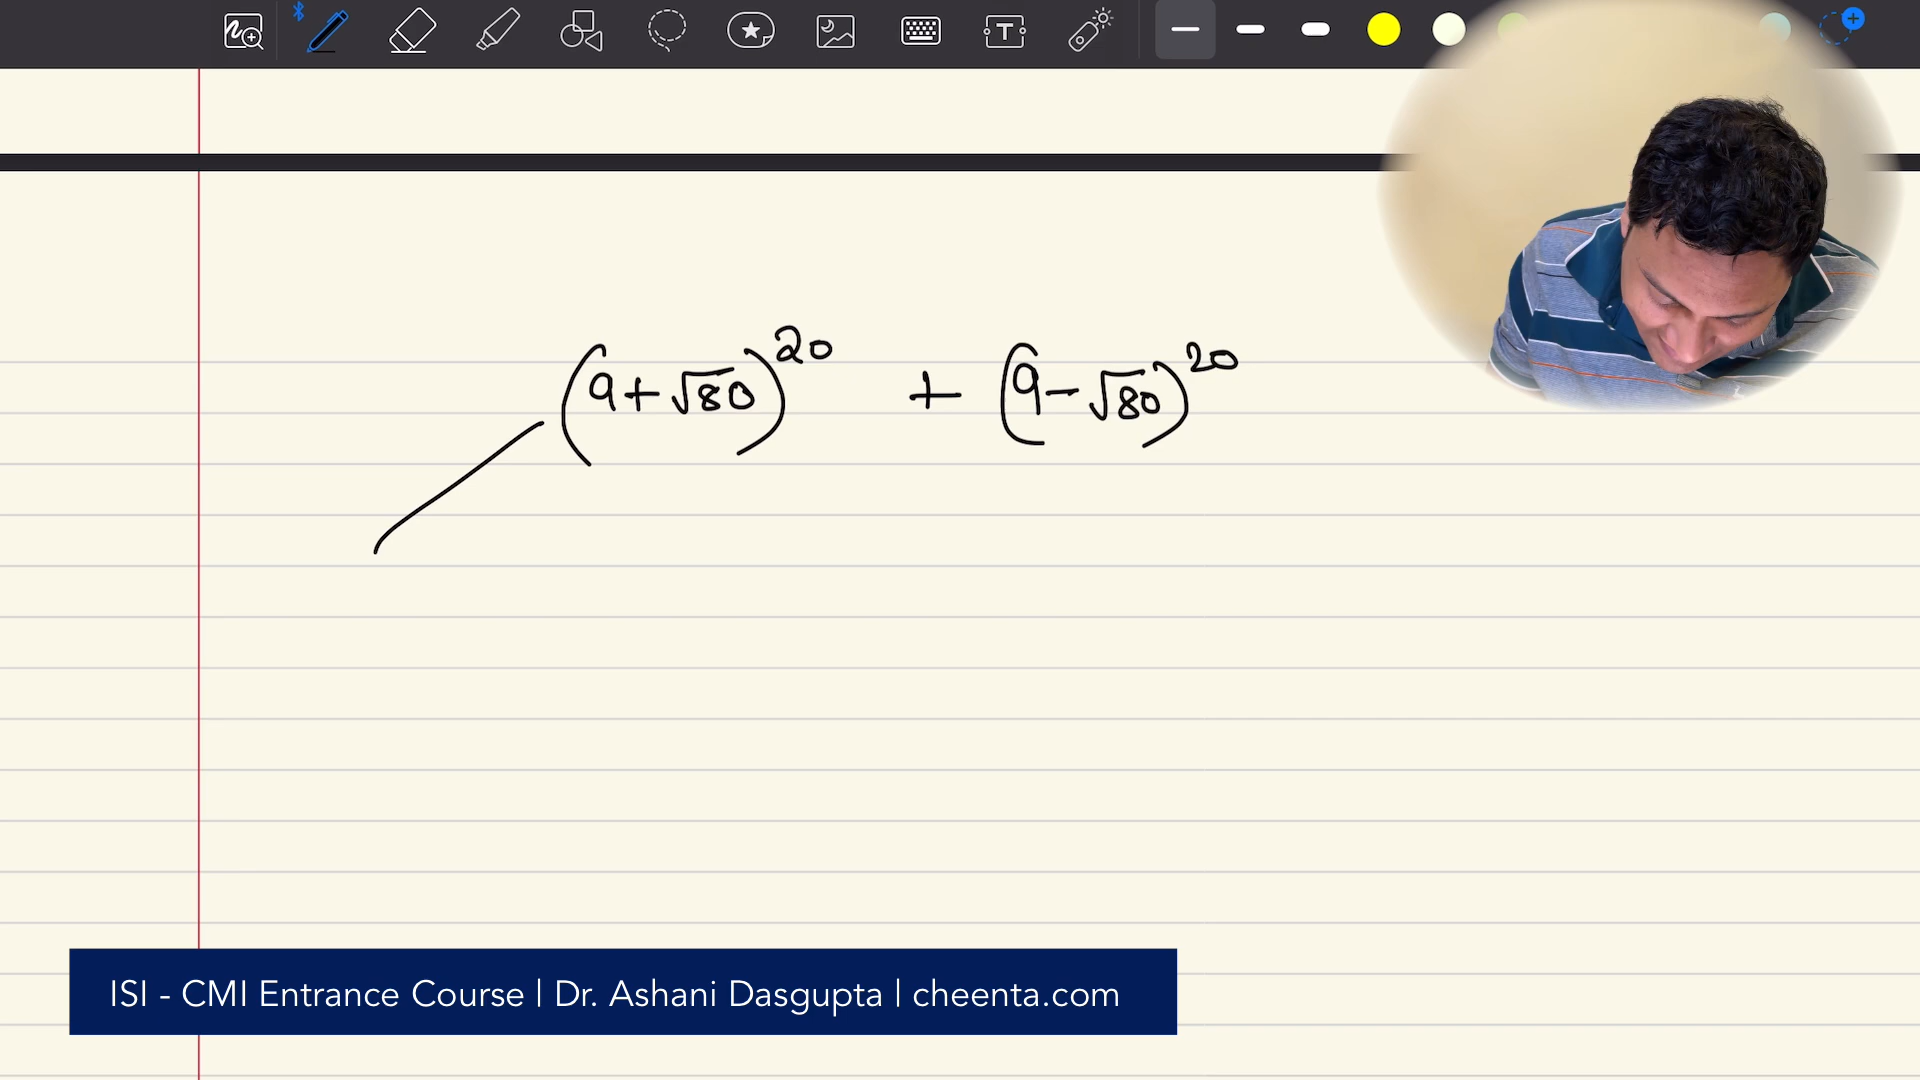 (9+√80)²⁰ + (9-√80)²⁰
ISI - CMI Entrance Course | Dr. Ashani Dasgupta | cheenta.com